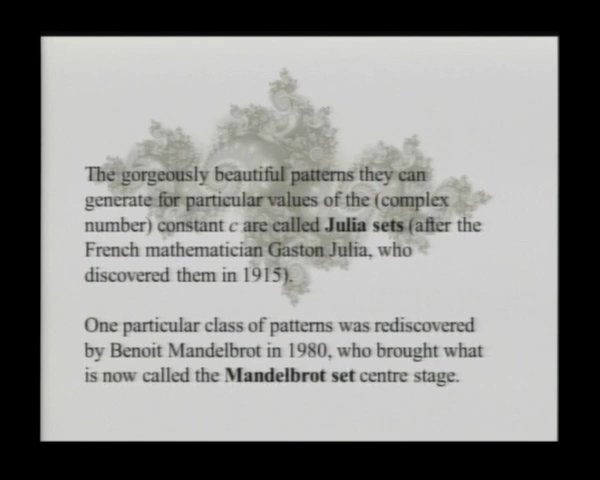 The gorgeously beautiful patterns they can
generate for particular values of the (complex
number) constant c are called Julia sets (after the
French mathematician Gaston Julia, who
discovered them in 1915).
One particular class of patterns was rediscovered
by Benoit Mandelbrot in 1980, who brought what
is now called the Mandelbrot set centre stage.